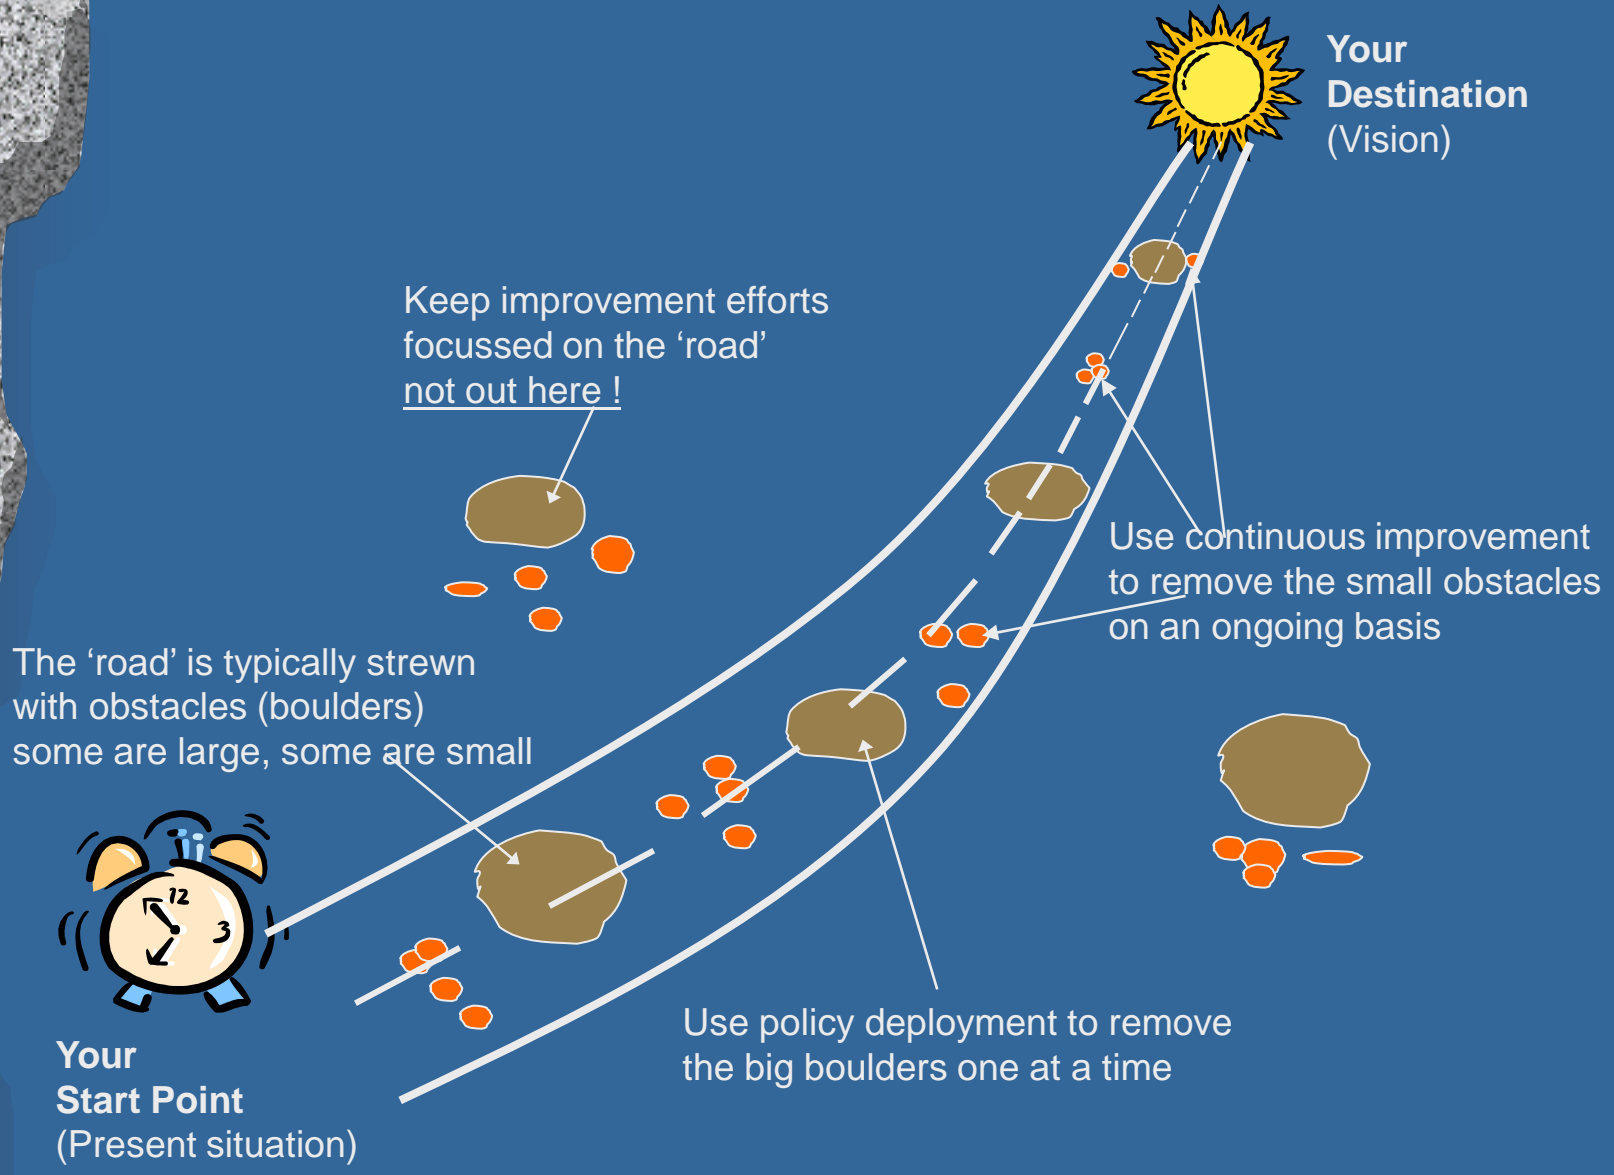 Your
Destination
(Vision)
Keep improvement efforts
focussed on the ‘road’
not out here !
Use continuous improvement
to remove the small obstacles
on an ongoing basis
The ‘road’ is typically strewn
with obstacles (boulders)
some are large, some are small
12
3
Use policy deployment to remove
the big boulders one at a time
Your
Start Point
(Present situation)